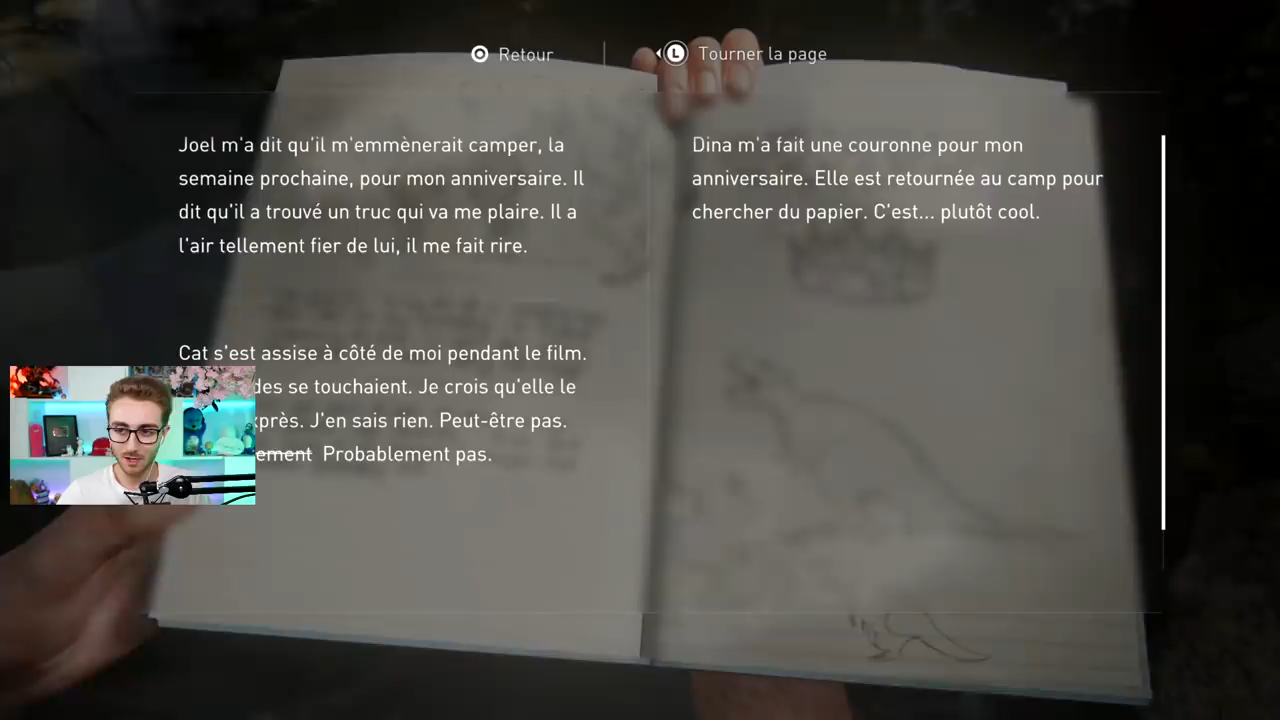 Retour
L Tourner la page
Joel m'a dit qu'il m'emmènerait camper, la
semaine prochaine, pour mon anniversaire. Il
dit qu'il a trouvé un truc qui va me plaire. Il a
l'air tellement fier de lui, il me fait rire.
Cat s'est assise à côté de moi pendant le film.
des se touchaient. Je crois qu'elle le
xprès. J'en sais rien. Peut-être pas.
ement Probablement pas.
Dina m'a fait une couronne pour mon
anniversaire. Elle est retournée au camp pour
chercher du papier. C'est... plutôt cool.